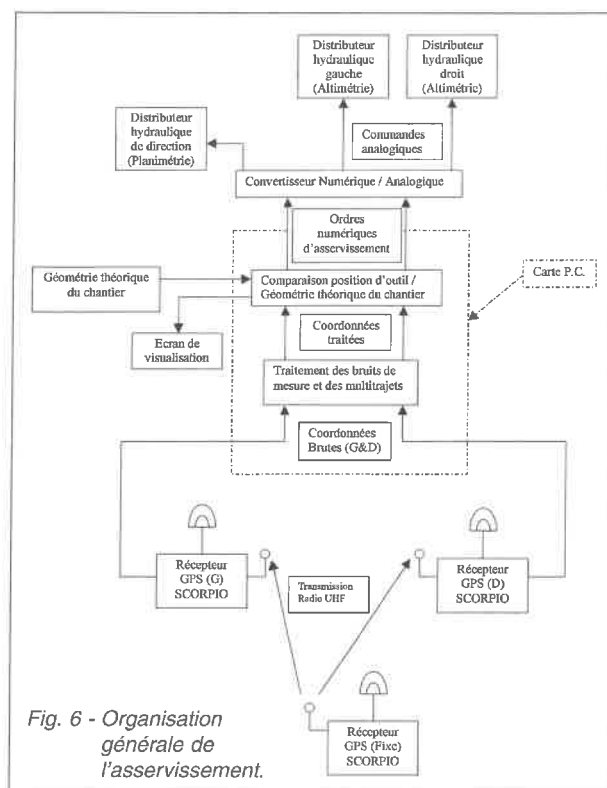 Distributeur
hydraulique
gauche
(Altimétrie)
Distributeur
hydraulique
droit
(Altimétrie)
Distributeur
hydraulique
de direction
(Planimétrie)
Commandes
analogiques
Convertisseur Numérique / Analogique
Ordres
numériques
d'asservissement
Carte P.C.
Géométrie théorique
du chantier
Comparaison position d'outil /
Géométrie théorique du chantier
Ecran de
visualisation
Coordonnées
traitées
Traitement des bruits de
mesure et des multitrajets
Coordonnées
Brutes (G&D)
Récepteur
GPS (G)
SCORPIO
Transmission
Radio UHF
Récepteur
GPS (D)
SCORPIO
Récepteur
GPS (Fixe)
SCORPIO
Fig. 6 - Organisation
générale de
l'asservissement.